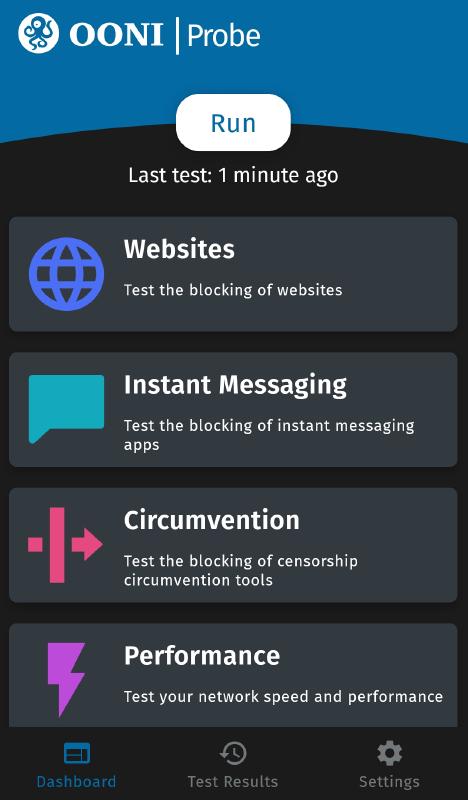 OONI Probe
Run
Last test: 1 minute ago
Websites
Test the blocking of websites
Instant Messaging
Test the blocking of instant messaging
apps
Circumvention
Test the blocking of censorship
circumvention tools
Performance
Test your network speed and performance
Dashboard
Test Results
Settings